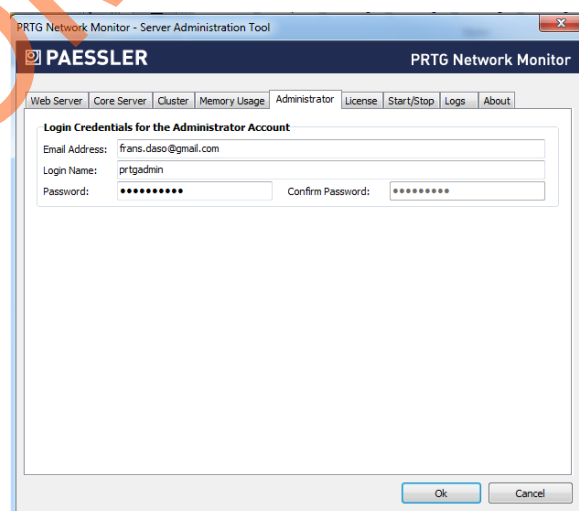 PRTG Network Monitor - Server Administration Tool
PAESSLER
PRTG Network Monitor
Web Server Core Server Cluster Memory Usage Administrator License Start/Stop Logs About
Login Credentials for the Administrator Account
Email Address: frans.daso@gmail.com
Login Name: prtgadmin
Password: •••••••••• Confirm Password: •••••••••
Ok Cancel